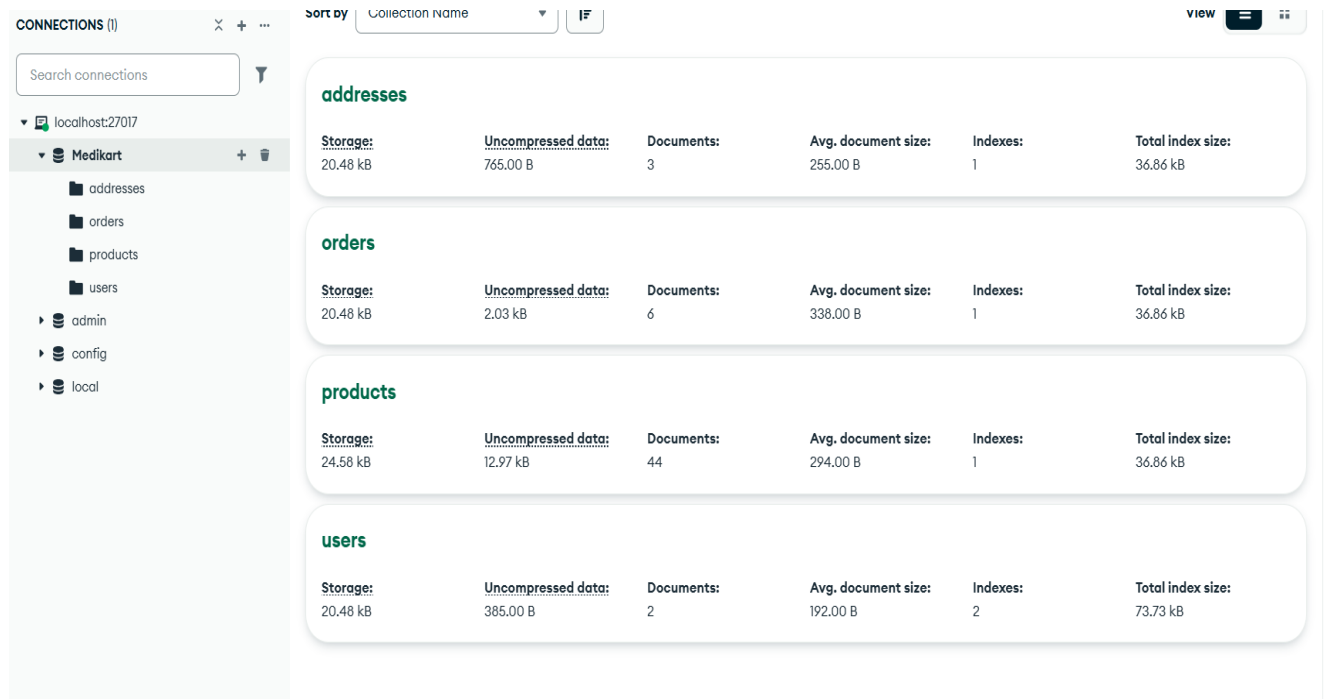 CONNECTIONS (1)
Search connections
localhost:27017
Medikart
addresses
orders
products
users
admin
config
local
Sort by Collection Name View
addresses
Storage: Uncompressed data: Documents: Avg. document size: Indexes: Total index size:
20.48 kB 765.00 B 3 255.00 B 1 36.86 kB
orders
Storage: Uncompressed data: Documents: Avg. document size: Indexes: Total index size:
20.48 kB 2.03 kB 6 338.00 B 1 36.86 kB
products
Storage: Uncompressed data: Documents: Avg. document size: Indexes: Total index size:
24.58 kB 12.97 kB 44 294.00 B 1 36.86 kB
users
Storage: Uncompressed data: Documents: Avg. document size: Indexes: Total index size:
20.48 kB 385.00 B 2 192.00 B 2 73.73 kB